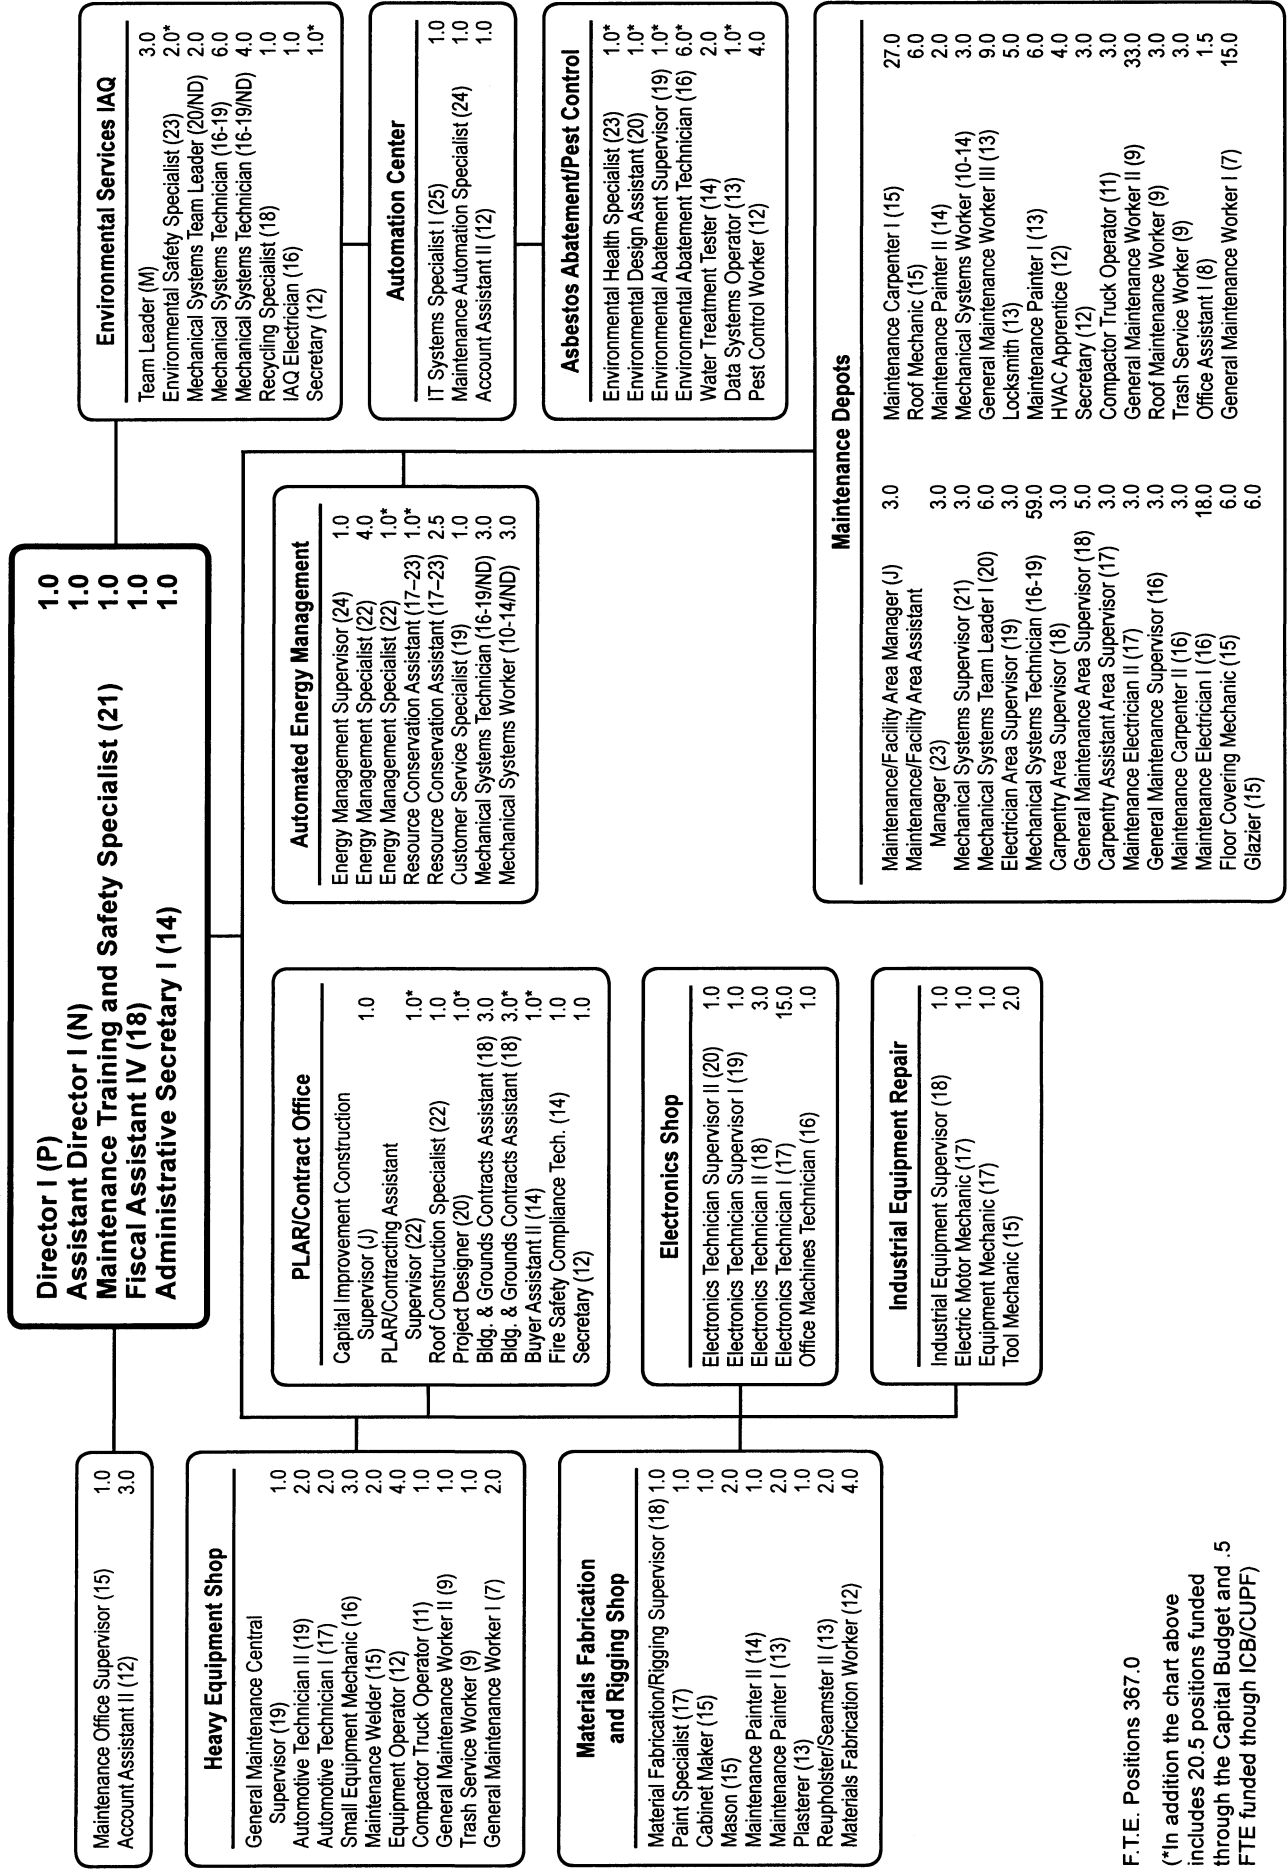 Director I (P) 1.0
Assistant Director I (N) 1.0
Maintenance Training and Safety Specialist (21) 1.0
Fiscal Assistant IV (18) 1.0
Administrative Secretary I (14) 1.0
Maintenance Office Supervisor (15) 1.0
Account Assistant II (12) 3.0
Environmental Services IAQ
Team Leader (M) 3.0
Environmental Safety Specialist (23) 2.0*
Mechanical Systems Team Leader (20/ND) 2.0
Mechanical Systems Technician (16-19) 6.0
Mechanical Systems Technician (16-19/ND) 4.0
Recycling Specialist (18) 1.0
IAQ Electrician (16) 1.0
Secretary (12) 1.0*
Automation Center
IT Systems Specialist I (25) 1.0
Maintenance Automation Specialist (24) 1.0
Account Assistant II (12) 1.0
Asbestos Abatement/Pest Control
Environmental Health Specialist (23) 1.0*
Environmental Design Assistant (20) 1.0*
Environmental Abatement Supervisor (19) 1.0*
Environmental Abatement Technician (16) 6.0*
Water Treatment Tester (14) 2.0
Data Systems Operator (13) 1.0*
Pest Control Worker (12) 4.0
Heavy Equipment Shop
General Maintenance Central
Supervisor (19) 1.0
Automotive Technician II (19) 2.0
Automotive Technician I (17) 2.0
Small Equipment Mechanic (16) 3.0
Maintenance Welder (15) 2.0
Equipment Operator (12) 4.0
Compactor Truck Operator (11) 1.0
General Maintenance Worker II (9) 1.0
Trash Service Worker (9) 1.0
General Maintenance Worker I (7) 2.0
PLAR/Contract Office
Capital Improvement Construction
Supervisor (J) 1.0
PLAR/Contracting Assistant
Supervisor (22) 1.0*
Roof Construction Specialist (22) 1.0
Project Designer (20) 1.0*
Bldg. & Grounds Contracts Assistant (18) 3.0
Bldg. & Grounds Contracts Assistant (18) 3.0*
Buyer Assistant II (14) 1.0*
Fire Safety Compliance Tech. (14) 1.0
Secretary (12) 1.0
Automated Energy Management
Energy Management Supervisor (24) 1.0
Energy Management Specialist (22) 4.0
Energy Management Specialist (22) 1.0*
Resource Conservation Assistant (17–23) 1.0*
Resource Conservation Assistant (17–23) 2.5
Customer Service Specialist (19) 1.0
Mechanical Systems Technician (16-19/ND) 3.0
Mechanical Systems Worker (10-14/ND) 3.0
Materials Fabrication
and Rigging Shop
Material Fabrication/Rigging Supervisor (18) 1.0
Paint Specialist (17) 1.0
Cabinet Maker (15) 1.0
Mason (15) 2.0
Maintenance Painter II (14) 1.0
Maintenance Painter I (13) 2.0
Plasterer (13) 1.0
Reupholster/Seamster II (13) 2.0
Materials Fabrication Worker (12) 4.0
Electronics Shop
Electronics Technician Supervisor II (20) 1.0
Electronics Technician Supervisor I (19) 1.0
Electronics Technician II (18) 3.0
Electronics Technician I (17) 15.0
Office Machines Technician (16) 1.0
Industrial Equipment Repair
Industrial Equipment Supervisor (18) 1.0
Electric Motor Mechanic (17) 1.0
Equipment Mechanic (17) 1.0
Tool Mechanic (15) 2.0
Maintenance Depots
Maintenance/Facility Area Manager (J) 3.0
Maintenance/Facility Area Assistant
Manager (23) 3.0
Mechanical Systems Supervisor (21) 3.0
Mechanical Systems Team Leader I (20) 6.0
Electrician Area Supervisor (19) 3.0
Mechanical Systems Technician (16-19) 59.0
Carpentry Area Supervisor (18) 3.0
General Maintenance Area Supervisor (18) 5.0
Carpentry Assistant Area Supervisor (17) 3.0
Maintenance Electrician II (17) 3.0
General Maintenance Supervisor (16) 3.0
Maintenance Carpenter II (16) 3.0
Maintenance Electrician I (16) 18.0
Floor Covering Mechanic (15) 6.0
Glazier (15) 6.0
Maintenance Carpenter I (15) 27.0
Roof Mechanic (15) 6.0
Maintenance Painter II (14) 2.0
Mechanical Systems Worker (10-14) 3.0
General Maintenance Worker III (13) 9.0
Locksmith (13) 5.0
Maintenance Painter I (13) 6.0
HVAC Apprentice (12) 4.0
Secretary (12) 3.0
Compactor Truck Operator (11) 3.0
General Maintenance Worker II (9) 33.0
Roof Maintenance Worker (9) 3.0
Trash Service Worker (9) 3.0
Office Assistant I (8) 1.5
General Maintenance Worker I (7) 15.0
F.T.E. Positions 367.0
(*In addition the chart above
includes 20.5 positions funded
through the Capital Budget and .5
FTE funded though ICB/CUPF)